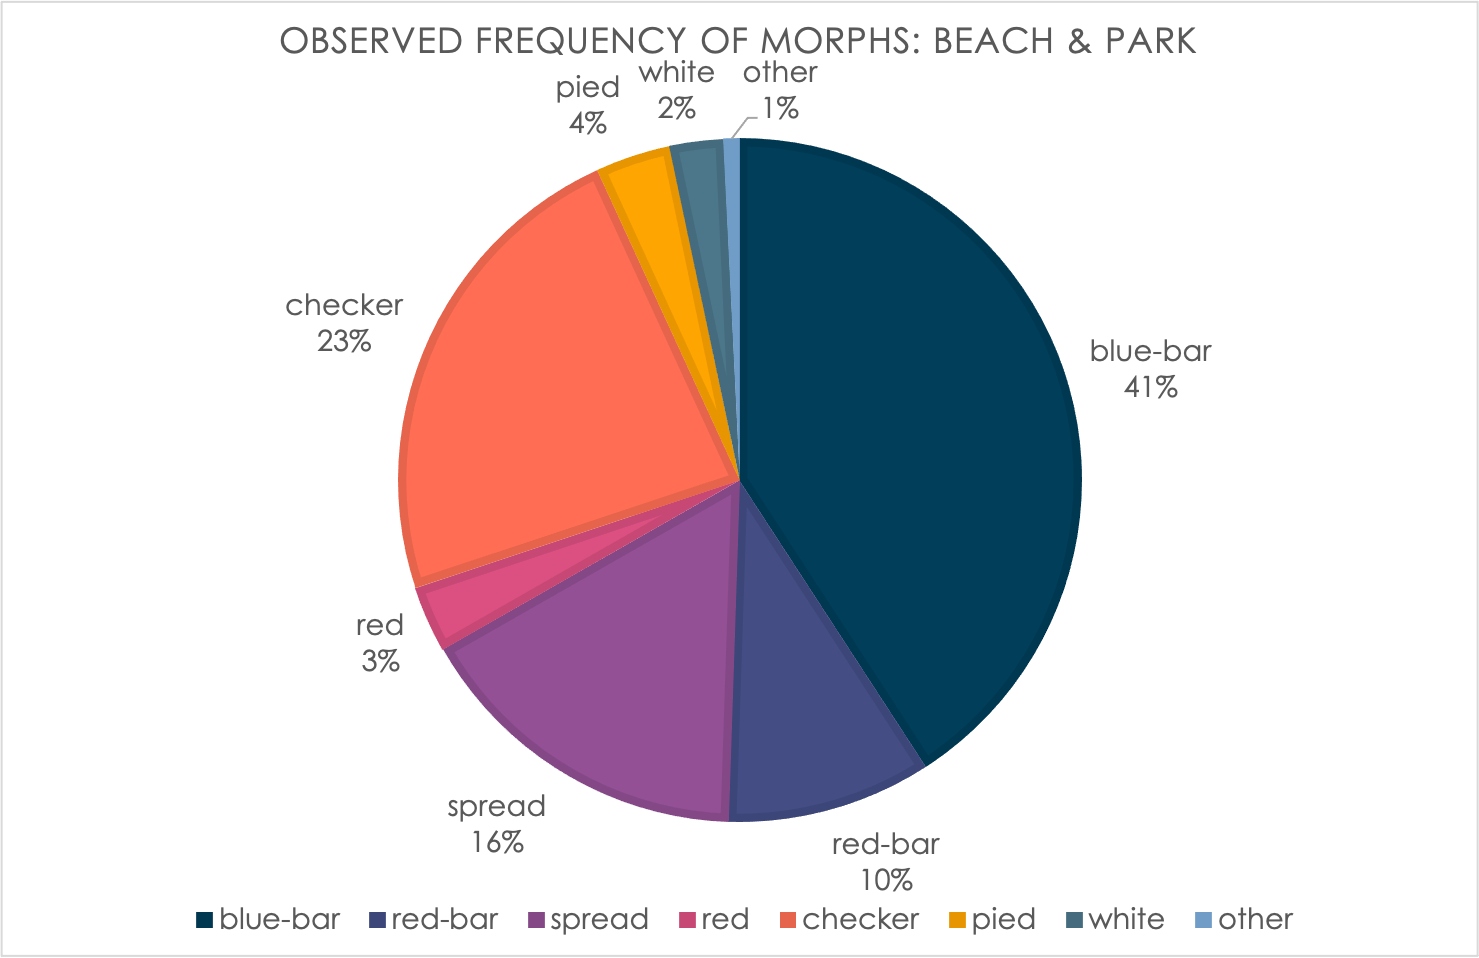 OBSERVED FREQUENCY OF MORPHS: BEACH & PARK
other
1%
white
2%
pied
4%
checker
23%
blue-bar
41%
red
3%
spread
16%
red-bar
10%
blue-bar red-bar spread red checker pied white other